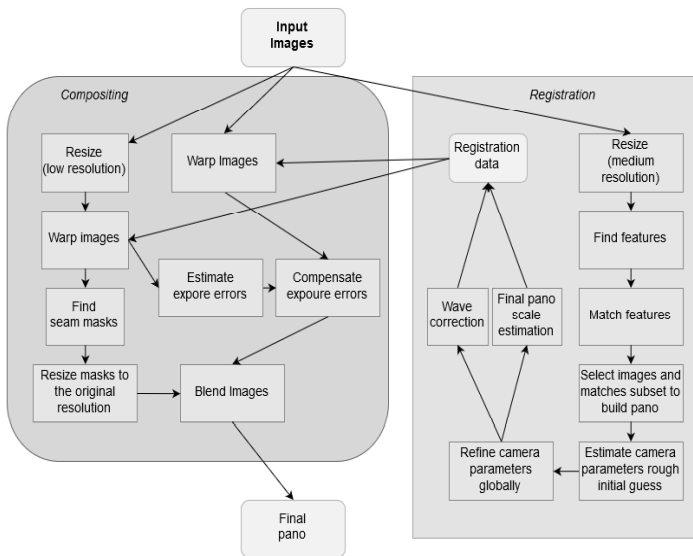 Input
Images
Compositing
Registration
Resize
(low resolution)
Warp Images
Registration
data
Resize
(medium
resolution)
Warp images
Find features
Estimate
expore errors
Compensate
expoure errors
Find
seam masks
Wave
correction
Final pano
scale
estimation
Match features
Resize masks to
the original
resolution
Blend Images
Select images and
matches subset to
build pano
Refine camera
parameters
globally
Estimate camera
parameters rough
initial guess
Final
pano